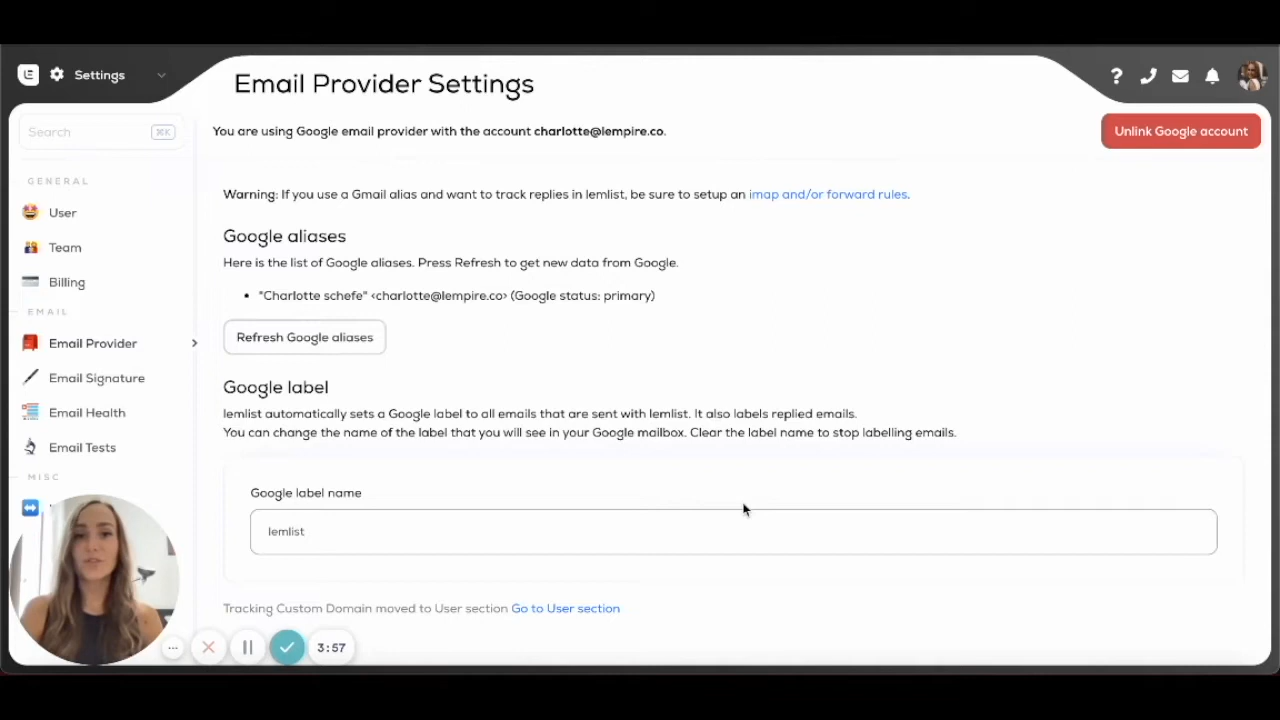 Settings
Email Provider Settings
Search
⌘K
You are using Google email provider with the account charlotte@lempire.co.
Unlink Google account
GENERAL
User
Team
Billing
EMAIL
Email Provider
Email Signature
Email Health
Email Tests
MISC
Warning: If you use a Gmail alias and want to track replies in lemlist, be sure to setup an imap and/or forward rules.
Google aliases
Here is the list of Google aliases. Press Refresh to get new data from Google.
• "Charlotte schefe" <charlotte@lempire.co> (Google status: primary)
Refresh Google aliases
Google label
lemlist automatically sets a Google label to all emails that are sent with lemlist. It also labels replied emails.
You can change the name of the label that you will see in your Google mailbox. Clear the label name to stop labelling emails.
Google label name
lemlist
Tracking Custom Domain moved to User section Go to User section
3:57